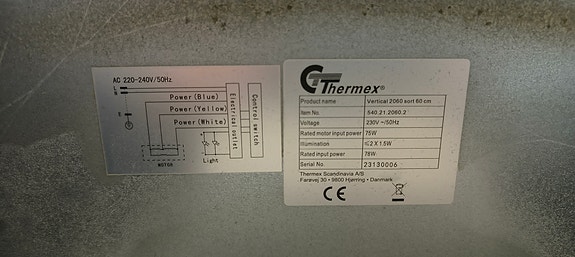 AC 220-240V/50Hz
L
N
E
Power(Blue)
Power(Yellow)
Power(White)
Electrical outlet
Control switch
MOTOR
Light
Thermex®
Product name Vertical 2060 sort 60 cm
Item No. 540.21.2060.2
Voltage 230V ~/50Hz
Rated motor input power 75W
Illumination ≤2 X 1.5W
Rated input power 78W
Serial No. 23130006
Thermex Scandinavia A/S
Farøvej 30 • 9800 Hjørring • Danmark
CE